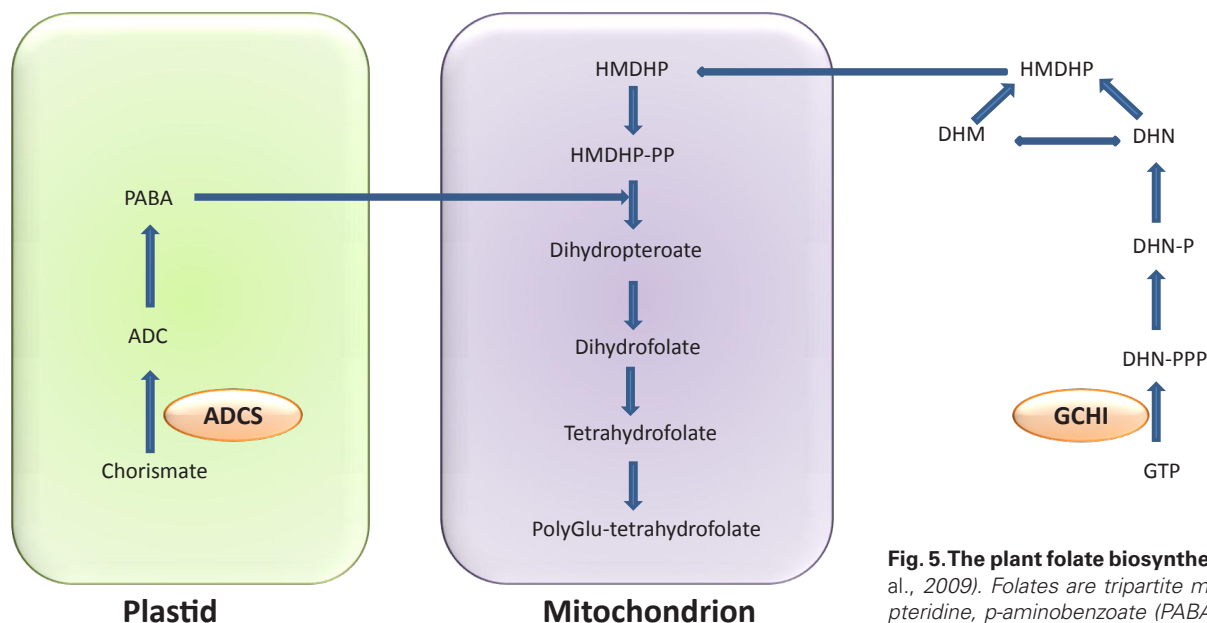 HMDHP
HMDHP
DHM
DHN
HMDHP-PP
PABA
Dihydropteroate
DHN-P
ADC
Dihydrofolate
DHN-PPP
ADCS
GCHI
Tetrahydrofolate
Chorismate
GTP
PolyGlu-tetrahydrofolate
Plastid
Mitochondrion
Fig. 5. The plant folate biosynthe
al., 2009). Folates are tripartite m
pteridine, p-aminobenzoate (PABA